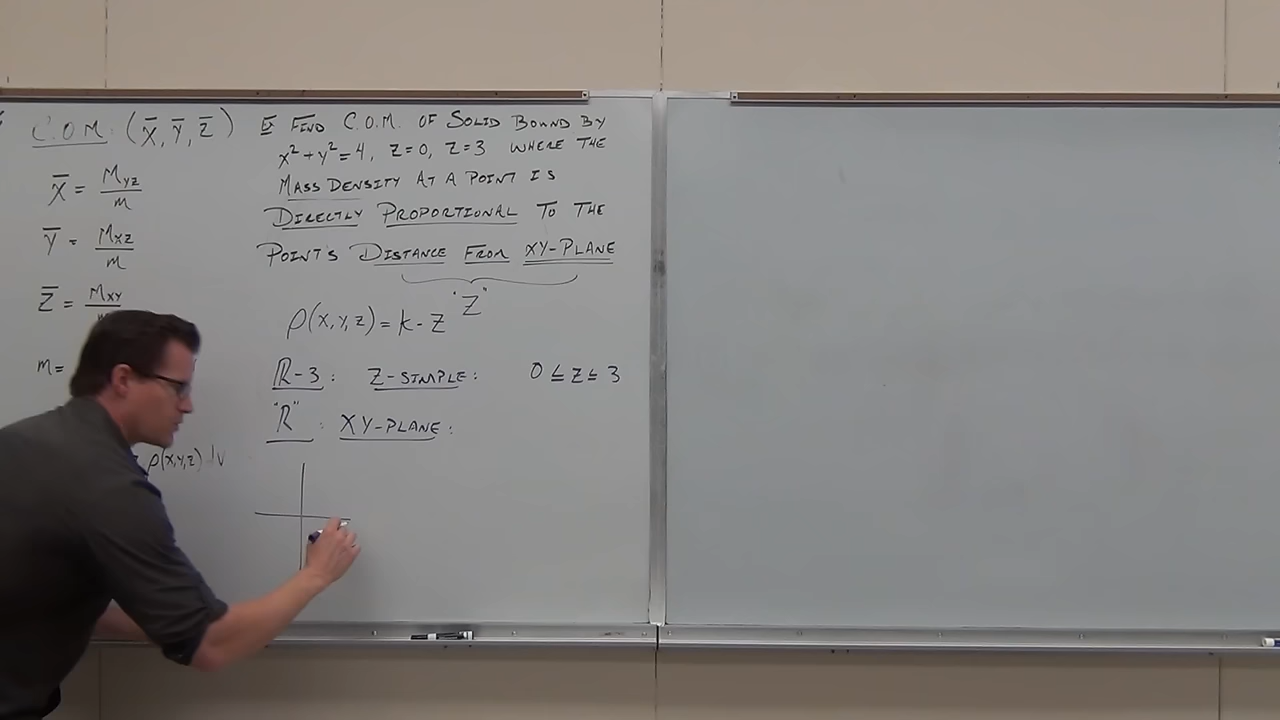 C.O.M. (X̄, Ȳ, Z̄)
X̄ = Myz / m
Ȳ = Mxz / m
Z̄ = Mxy
m =
ρ(x,y,z) dV
Ex FIND C.O.M. OF SOLID BOUND BY
x² + y² = 4, z = 0, z = 3 WHERE THE
MASS DENSITY AT A POINT IS
DIRECTLY PROPORTIONAL TO THE
POINT'S DISTANCE FROM XY-PLANE
"Z"
ρ(x,y,z) = k · z
R-3: Z-SIMPLE: 0 ≤ z ≤ 3
"R": XY-PLANE: